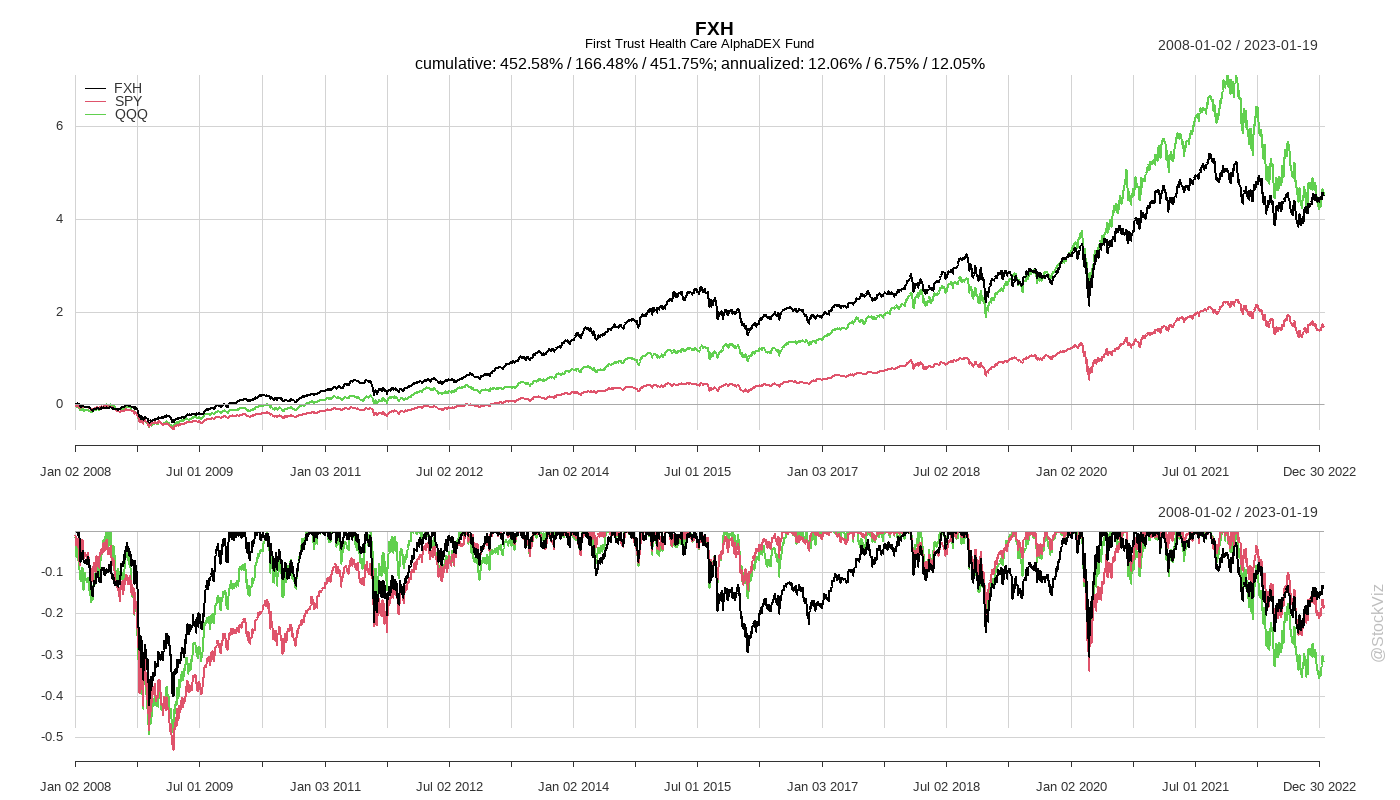 FXH
First Trust Health Care AlphaDEX Fund
2008-01-02 / 2023-01-19
cumulative: 452.58% / 166.48% / 451.75%; annualized: 12.06% / 6.75% / 12.05%
FXH
SPY
QQQ
6
4
2
0
Jan 02 2008 Jul 01 2009 Jan 03 2011 Jul 02 2012 Jan 02 2014 Jul 01 2015 Jan 03 2017 Jul 02 2018 Jan 02 2020 Jul 01 2021 Dec 30 2022
2008-01-02 / 2023-01-19
-0.1
-0.2
-0.3
-0.4
-0.5
Jan 02 2008 Jul 01 2009 Jan 03 2011 Jul 02 2012 Jan 02 2014 Jul 01 2015 Jan 03 2017 Jul 02 2018 Jan 02 2020 Jul 01 2021 Dec 30 2022
@StockViz